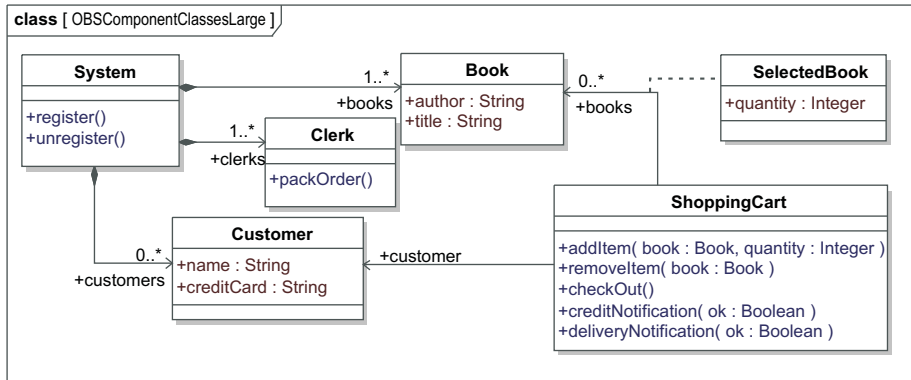 class [ OBSComponentClassesLarge ]
System
+register()
+unregister()
1..*
+books
Book
+author : String
+title : String
0..*
+books
SelectedBook
+quantity : Integer
1..*
+clerks
Clerk
+packOrder()
0..*
+customers
Customer
+name : String
+creditCard : String
+customer
ShoppingCart
+addItem( book : Book, quantity : Integer )
+removeItem( book : Book )
+checkOut()
+creditNotification( ok : Boolean )
+deliveryNotification( ok : Boolean )